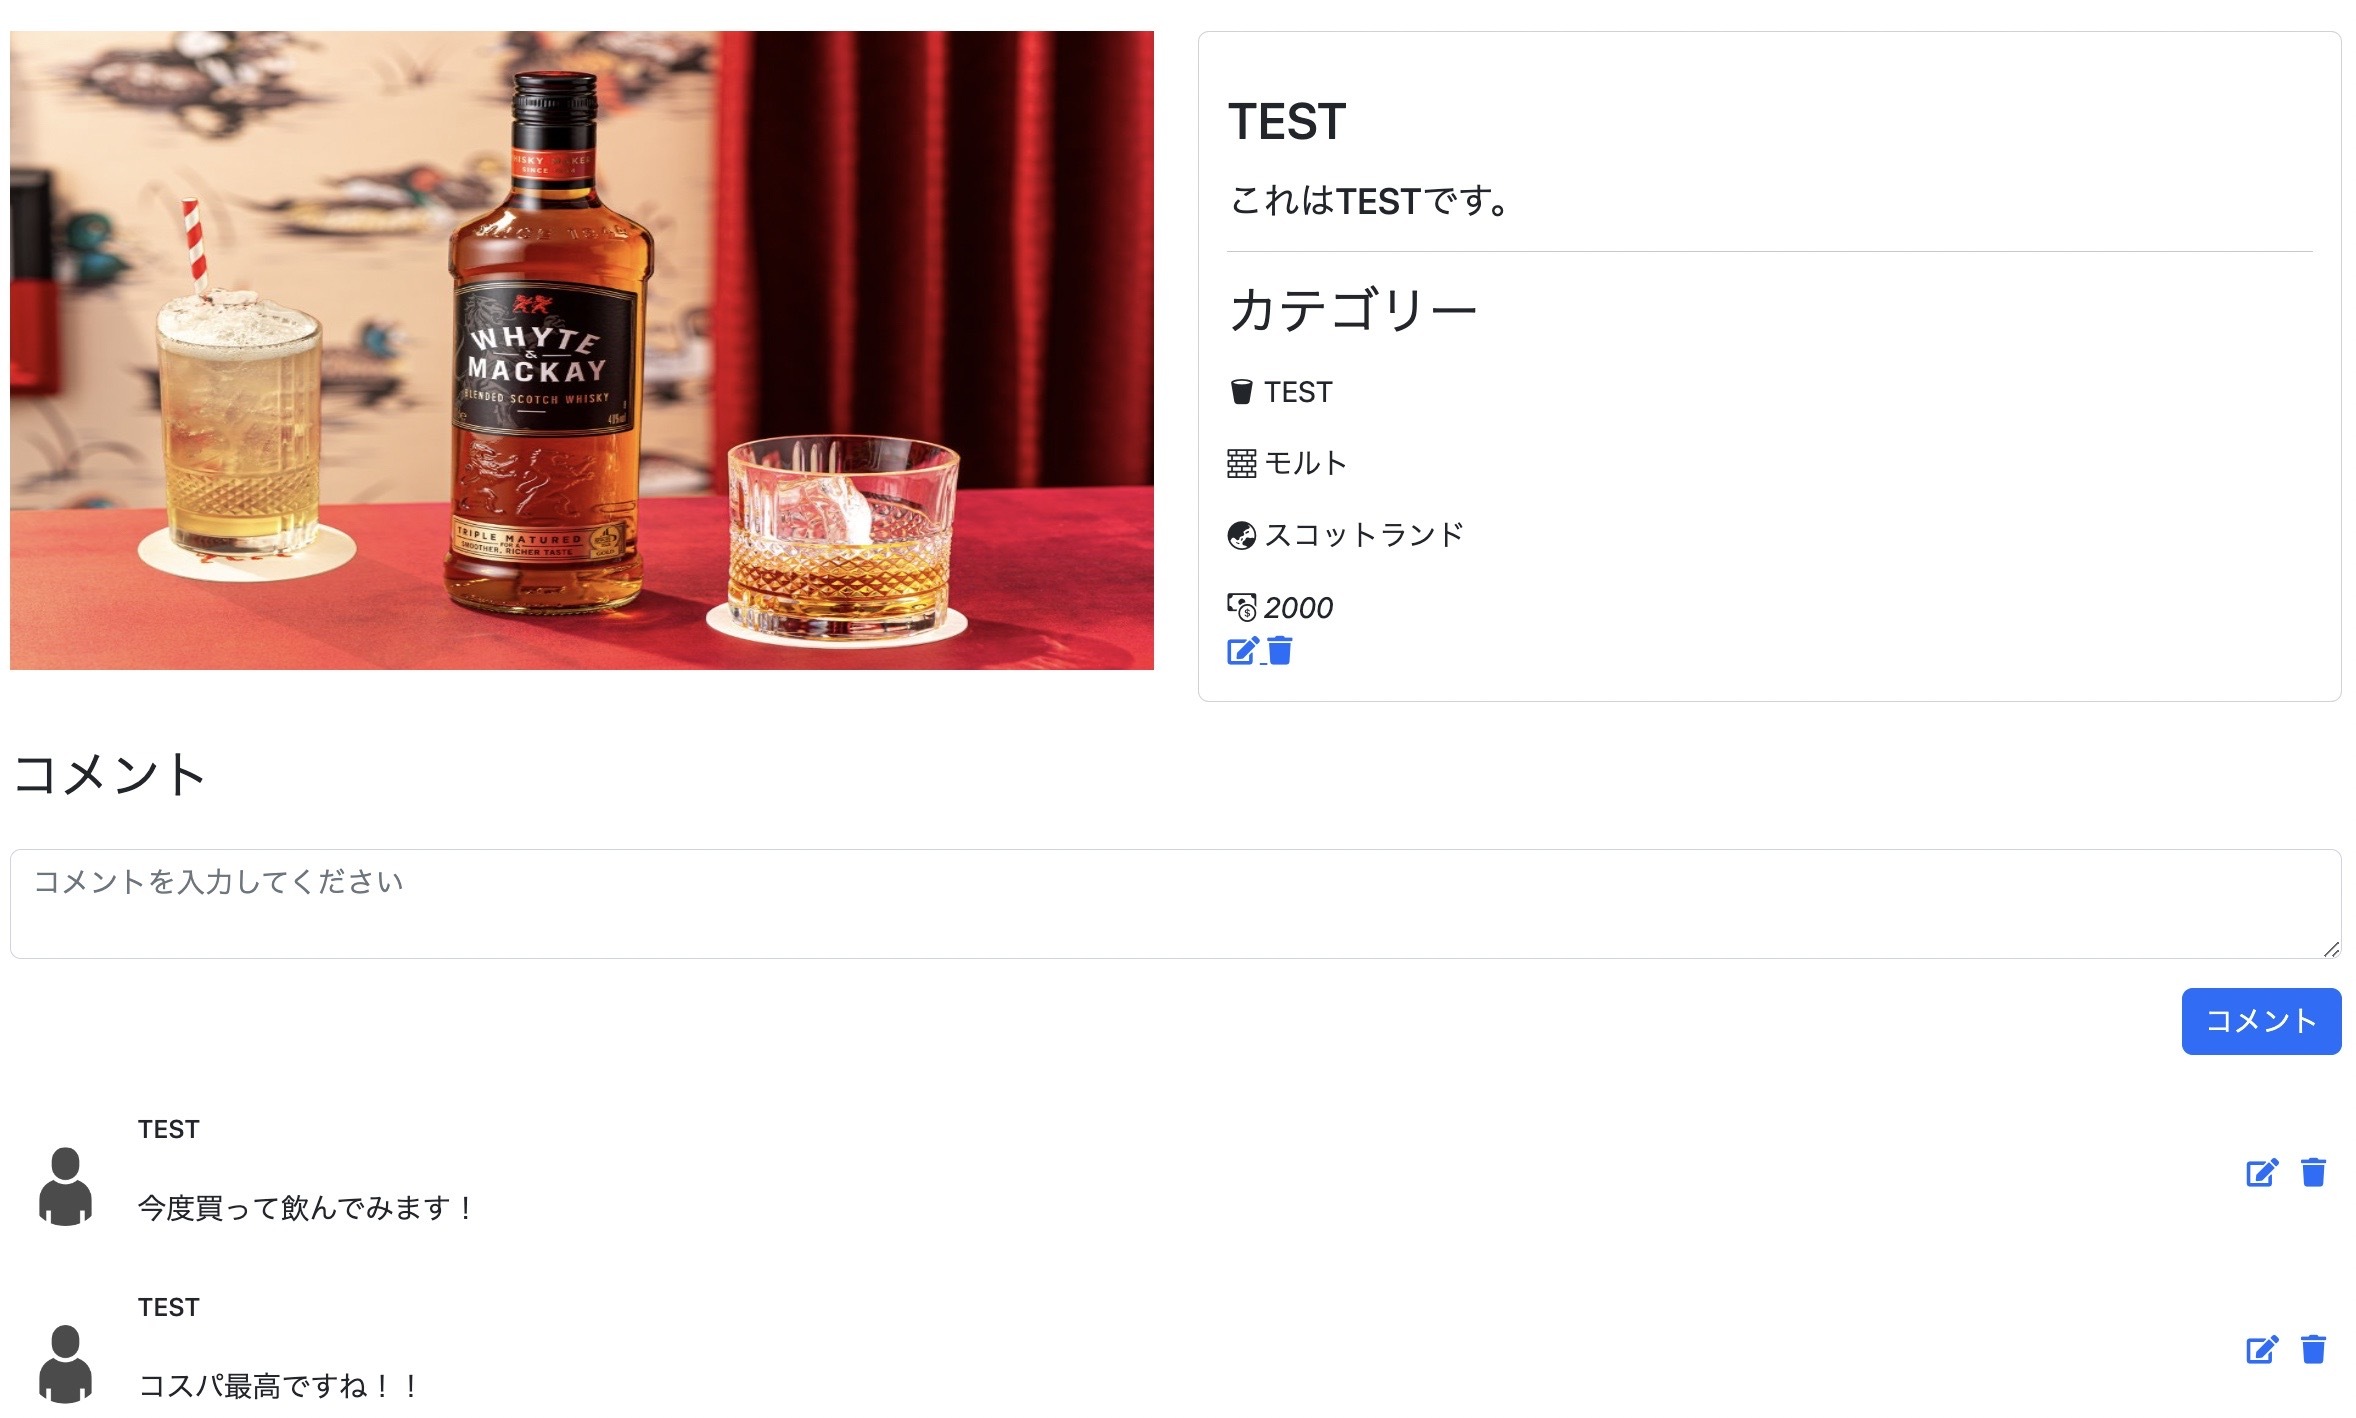 WHISKY MAKER
SINCE
WHYTE
&
MACKAY
BLENDED SCOTCH WHISKY
TRIPLE MATURED
FOR A
SMOOTHER, RICHER TASTE
GOLD
TEST
これはTESTです。
カテゴリー
TEST
モルト
スコットランド
2000
コメント
コメントを入力してください
コメント
TEST
今度買って飲んでみます！
TEST
コスパ最高ですね！！